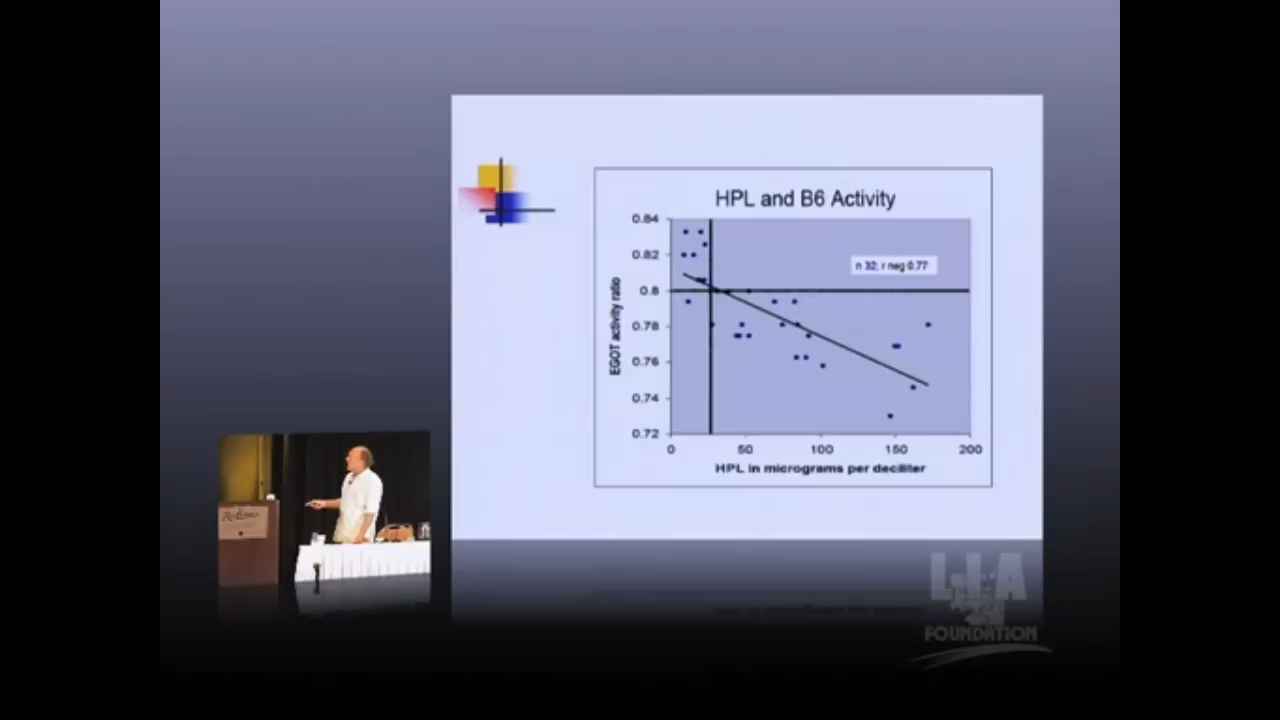 HPL and B6 Activity
0.84
0.82
0.8
0.78
0.76
0.74
0.72
EGOT activity ratio
n 32; r neg 0.77
0
50
100
150
200
HPL in micrograms per deciliter
L.I.A
FOUNDATION